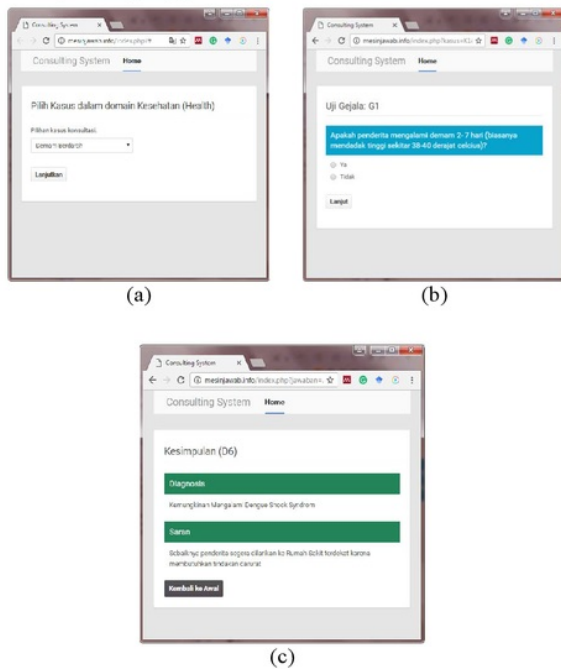 Consulting System
mesinjawab.info/index.php
Consulting System Home
Pilih Kasus dalam domain Kesehatan (Health)
Pilihan kasus konsultasi.
Demam Berdarah
Lanjutkan
(a)
Consulting System
mesinjawab.info/index.php?kasus=K1
Consulting System Home
Uji Gejala: G1
Apakah penderita mengalami demam 2- 7 hari (biasanya
mendadak tinggi sekitar 38-40 derajat celcius)?
Ya
Tidak
Lanjut
(b)
Consulting System
mesinjawab.info/index.php?jawaban=
Consulting System Home
Kesimpulan (D6)
Diagnosis
Kemungkinan Mengalami Dengue Shock Syndrom
Saran
Sebaiknya penderita segera dilarikan ke Rumah Sakit terdekat karena
membutuhkan tindakan darurat
Kembali ke Awal
(c)